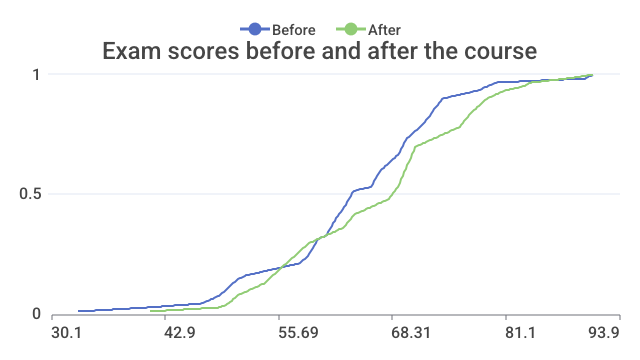 Before After
Exam scores before and after the course
1
0.5
0
30.1 42.9 55.69 68.31 81.1 93.9